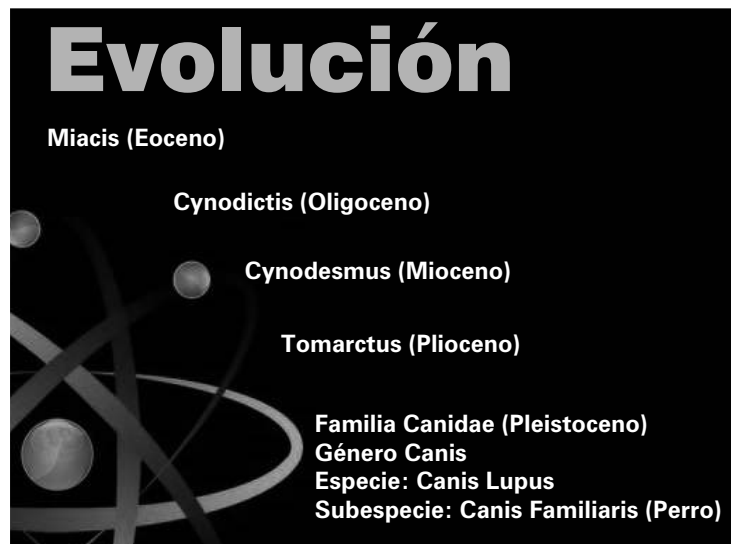 Evolución
Miacis (Eoceno)
Cynodictis (Oligoceno)
Cynodesmus (Mioceno)
Tomarctus (Plioceno)
Familia Canidae (Pleistoceno)
Género Canis
Especie: Canis Lupus
Subespecie: Canis Familiaris (Perro)